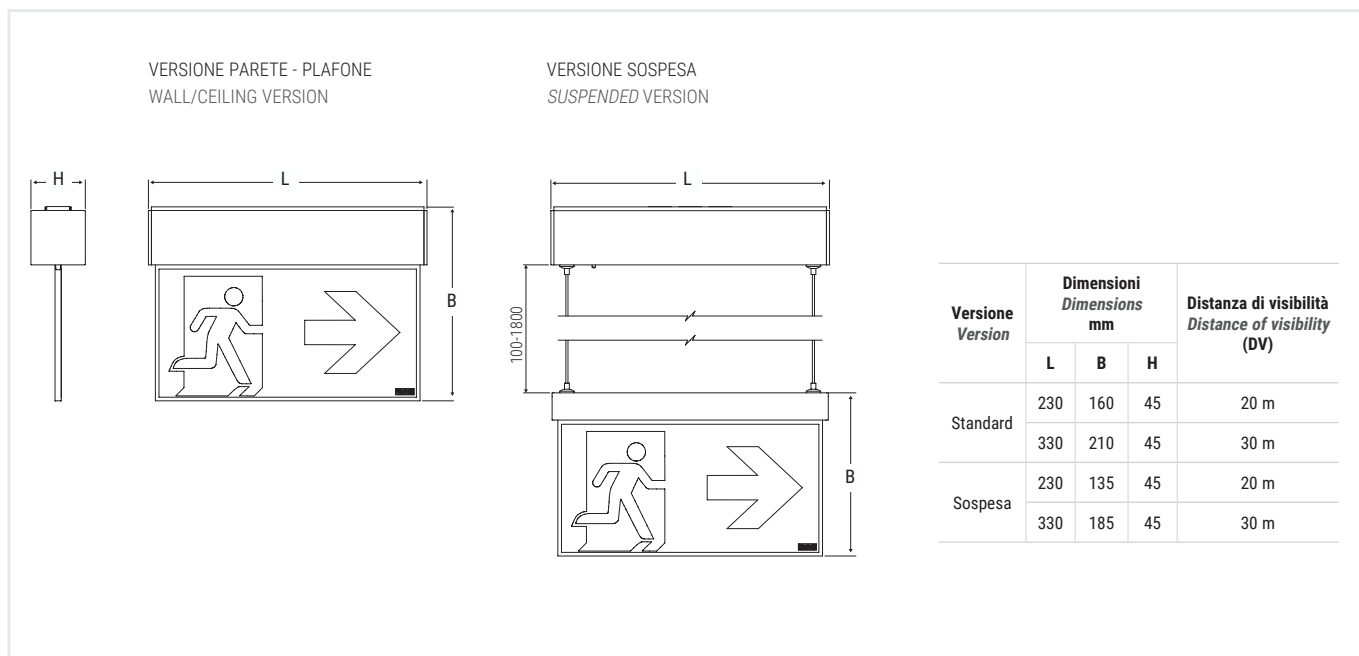 VERSIONE PARETE - PLAFONE
WALL/CEILING VERSION
VERSIONE SOSPESA
SUSPENDED VERSION
H
L
B
L
100-1800
B
Versione
Version
Dimensioni
Dimensions
mm
Distanza di visibilità
Distance of visibility
(DV)
L B H
Standard
230 160 45 20 m
330 210 45 30 m
Sospesa
230 135 45 20 m
330 185 45 30 m